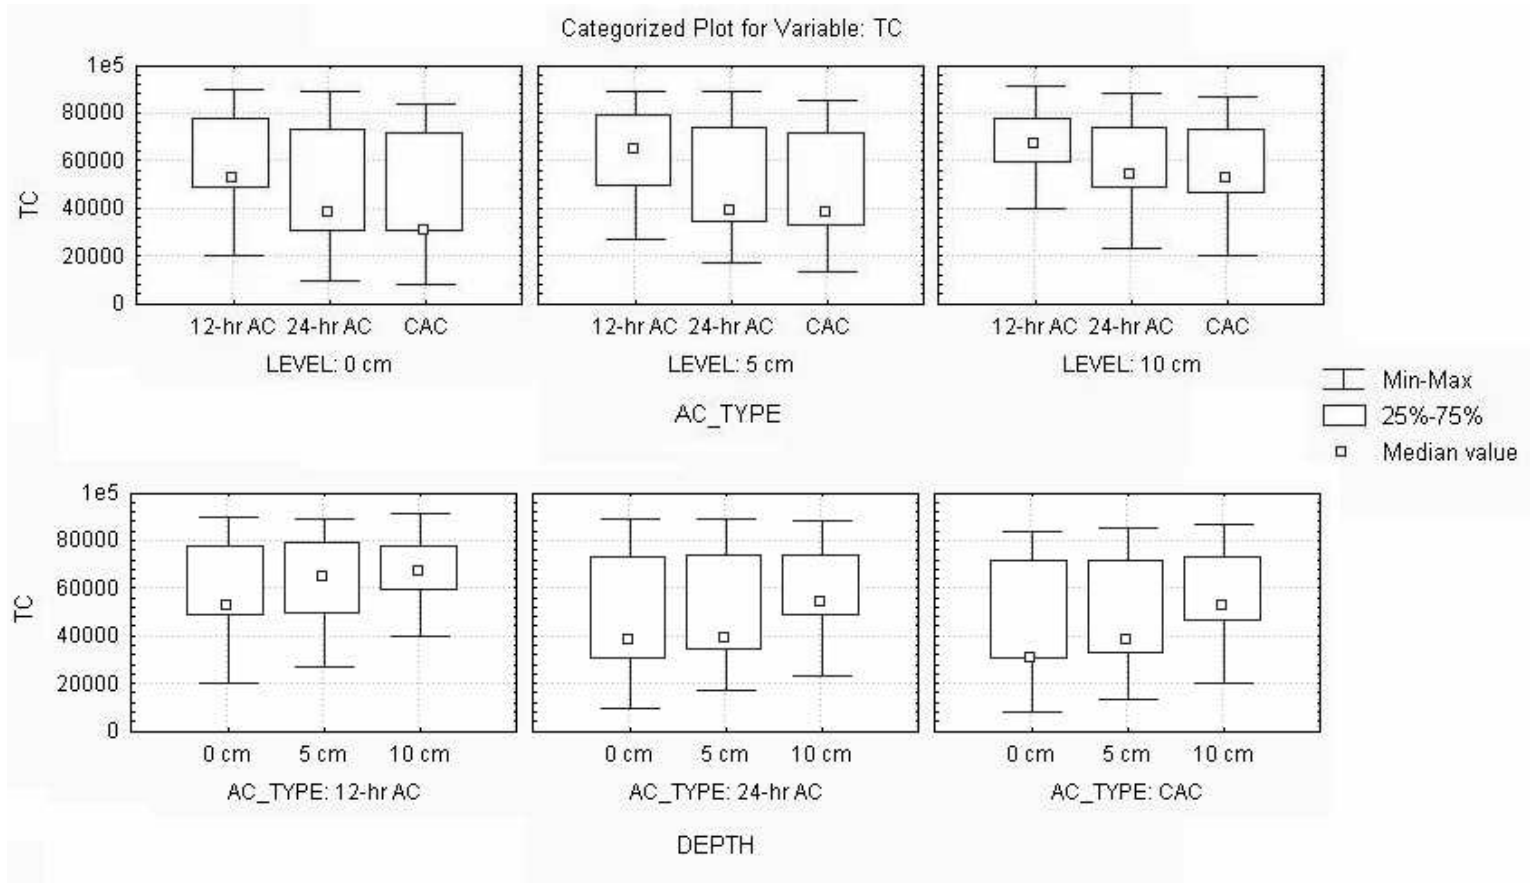 Categorized Plot for Variable: TC
1e5
80000
60000
40000
20000
0
TC
12-hr AC 24-hr AC CAC
12-hr AC 24-hr AC CAC
12-hr AC 24-hr AC CAC
LEVEL: 0 cm
LEVEL: 5 cm
LEVEL: 10 cm
AC_TYPE
Min-Max
25%-75%
Median value
1e5
80000
60000
40000
20000
0
TC
0 cm 5 cm 10 cm
0 cm 5 cm 10 cm
0 cm 5 cm 10 cm
AC_TYPE: 12-hr AC
AC_TYPE: 24-hr AC
AC_TYPE: CAC
DEPTH